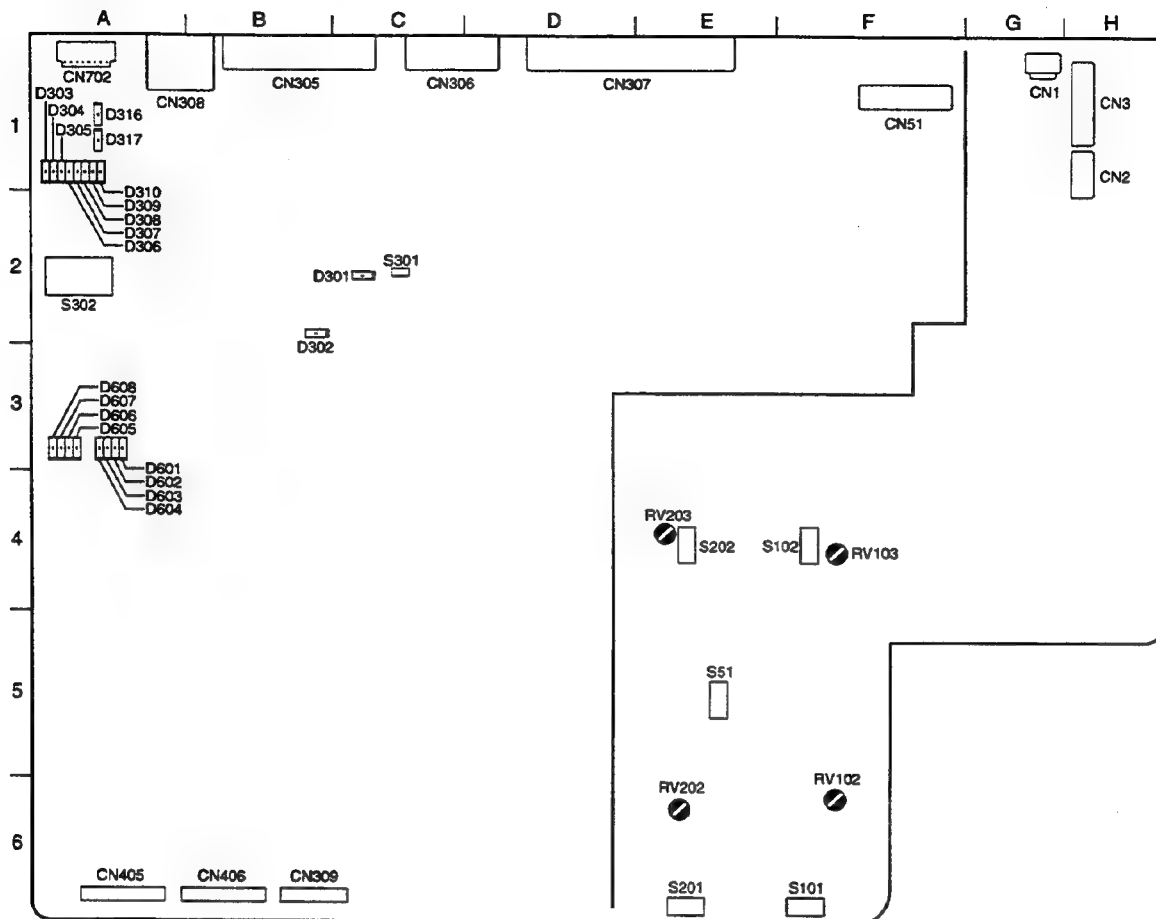 A B C D E F G H
CN702
CN308
CN305
CN306
CN307
CN51
CN1
CN3
CN2
1
D303
D304
D305
D316
D317
D310
D309
D308
D307
D306
2
S302
D301
S301
D302
3
D608
D607
D606
D605
D601
D602
D603
D604
4
RV203
S202
S102
RV103
5
S51
6
RV202
RV102
CN405
CN406
CN309
S201
S101